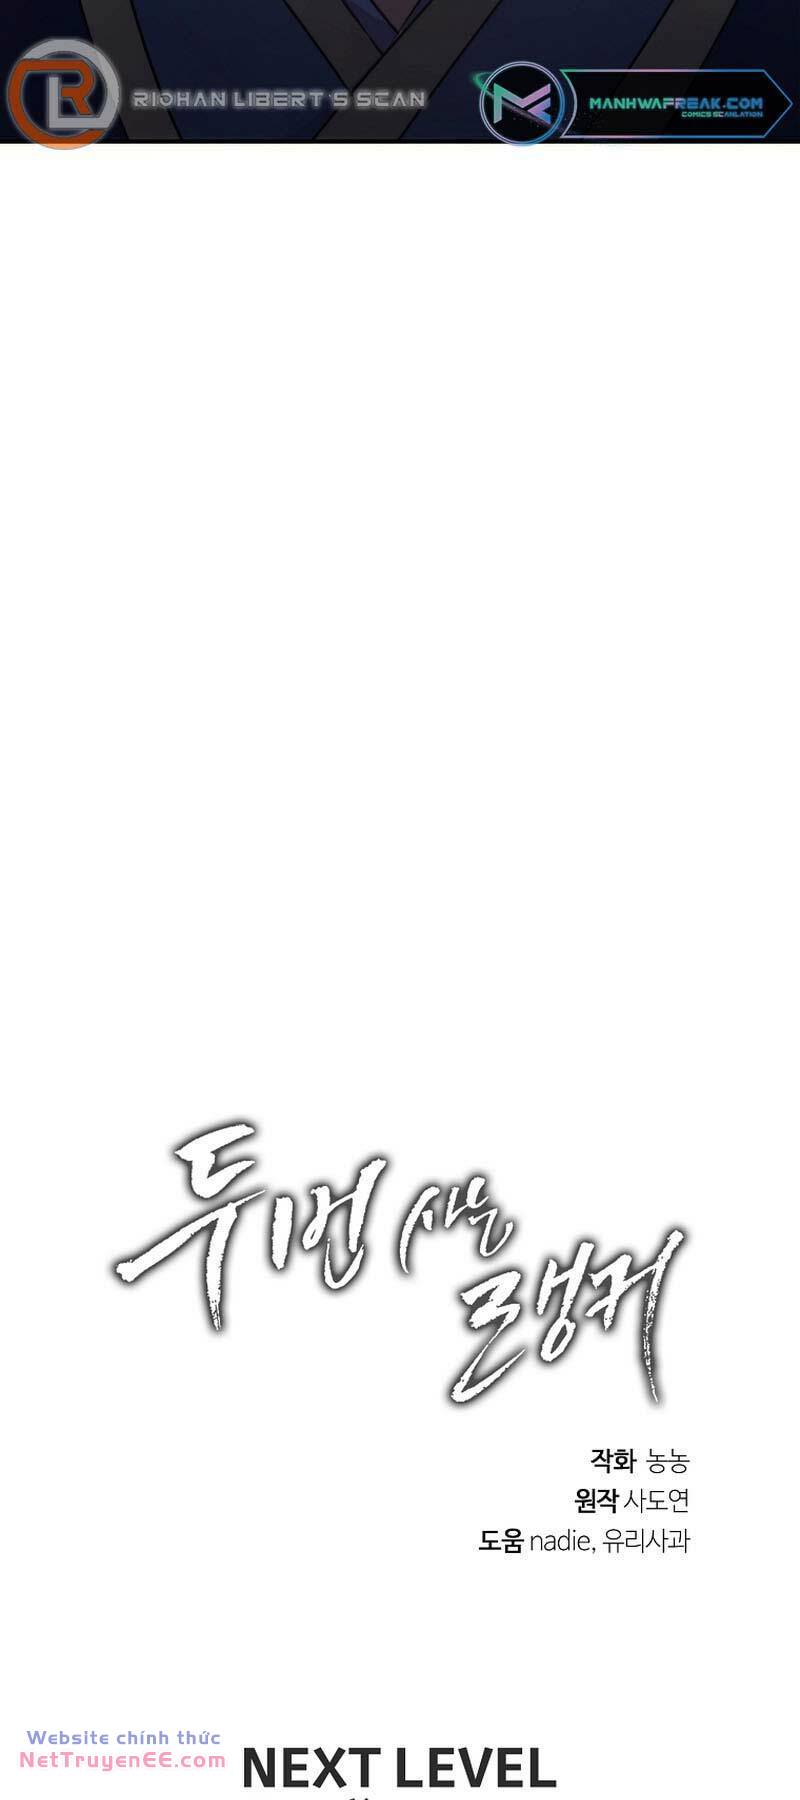 RIOHAN LIBERT'S SCAN
MANHWAFREAK.COM
COMICS SCANLATION
두번 사는
랭커
작화 농농
원작 사도연
도움 nadie, 유리사과
Website chính thức
NetTruyenEE.com
NEXT LEVEL